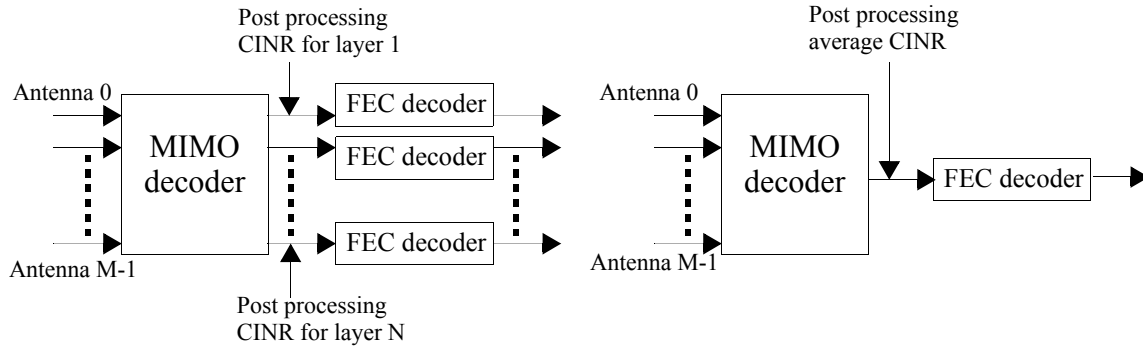 Post processing
CINR for layer 1
Antenna 0
MIMO
decoder
FEC decoder
FEC decoder
FEC decoder
Antenna M-1
Post processing
CINR for layer N
Post processing
average CINR
Antenna 0
MIMO
decoder
FEC decoder
Antenna M-1